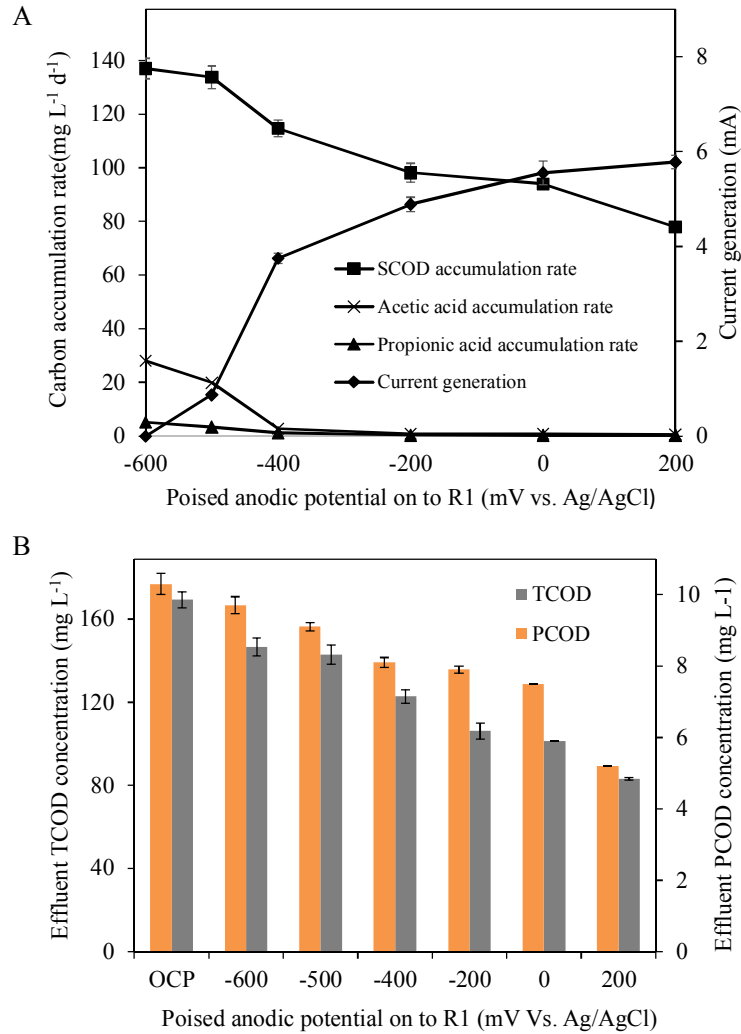 A
Carbon accumulation rate(mg L-1 d-1)
140
120
100
80
60
40
20
0
8
6
4
2
0
Current generation (mA)
SCOD accumulation rate
Acetic acid accumulation rate
Propionic acid accumulation rate
Current generation
-600
-400
-200
0
200
Poised anodic potential on to R1 (mV vs. Ag/AgCl)
B
Effluent TCOD concentration (mg L-1)
160
120
80
40
0
10
8
6
4
2
0
Effluent PCOD concentration (mg L-1)
TCOD
PCOD
OCP -600 -500 -400 -200 0 200
Poised anodic potential on to R1 (mV Vs. Ag/AgCl)